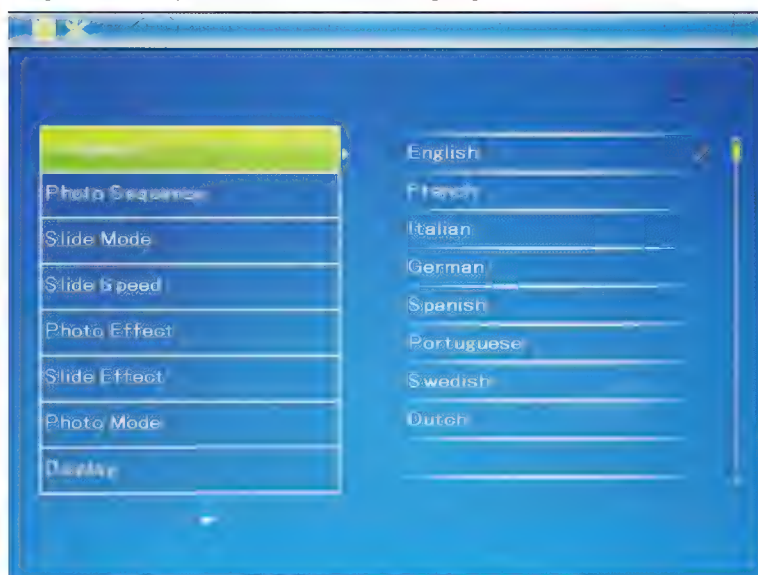 Photo Sequence
Slide Mode
Slide Speed
Photo Effect
Slide Effect
Photo Mode
Display
English
French
Italian
German
Spanish
Portuguese
Swedish
Dutch